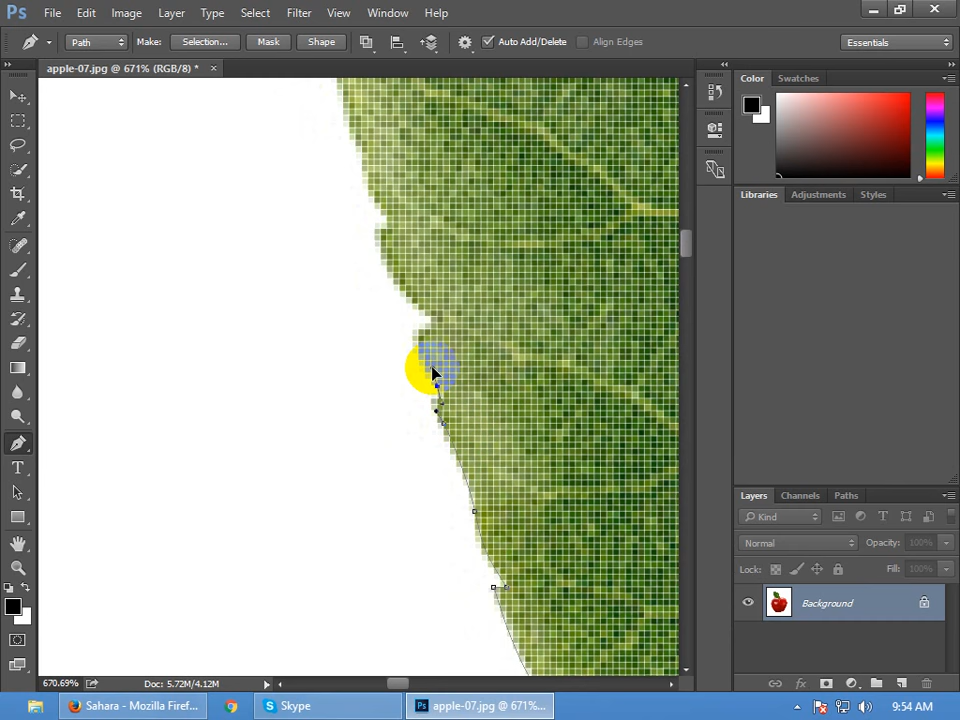 Ps File Edit Image Layer Type Select Filter View Window Help
Path Make: Selection... Mask Shape Auto Add/Delete Align Edges Essentials
apple-07.jpg @ 671% (RGB/8) *
Color Swatches
Libraries Adjustments Styles
Layers Channels Paths
Kind
Normal Opacity: 100%
Lock: Fill: 100%
Background
670.69% Doc: 5.72M/4.12M
Sahara - Mozilla Firef... Skype Ps apple-07.jpg @ 671%... 9:54 AM